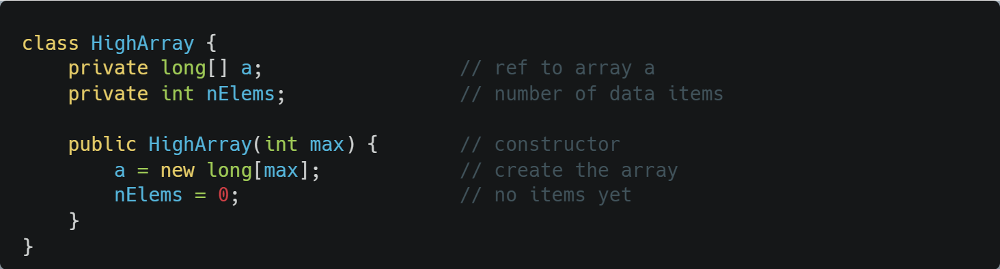 class HighArray {
    private long[] a;                 // ref to array a
    private int nElems;               // number of data items

    public HighArray(int max) {       // constructor
        a = new long[max];            // create the array
        nElems = 0;                   // no items yet
    }
}